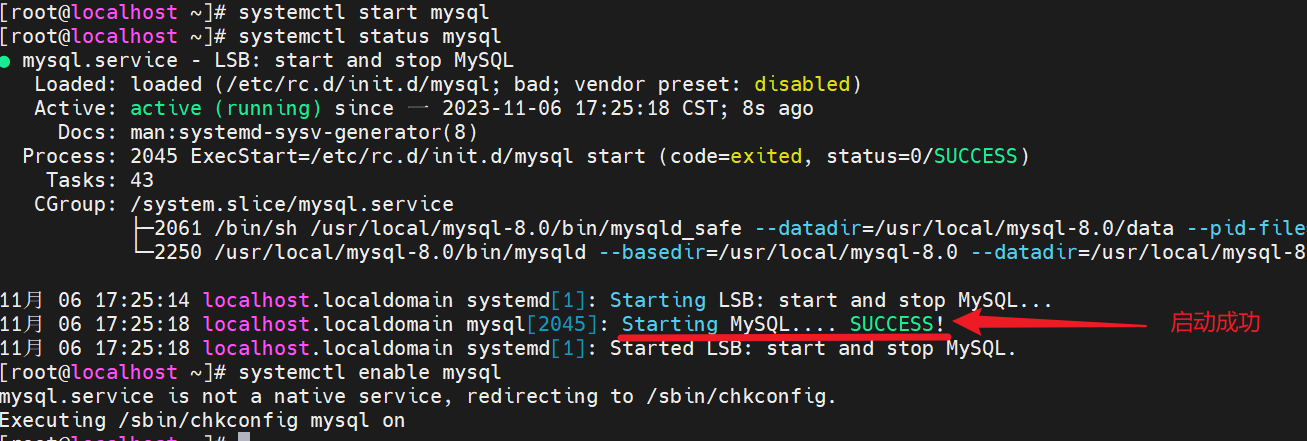 [root@localhost ~]# systemctl start mysql
[root@localhost ~]# systemctl status mysql
● mysql.service - LSB: start and stop MySQL
Loaded: loaded (/etc/rc.d/init.d/mysql; bad; vendor preset: disabled)
Active: active (running) since 一 2023-11-06 17:25:18 CST; 8s ago
Docs: man:systemd-sysv-generator(8)
Process: 2045 ExecStart=/etc/rc.d/init.d/mysql start (code=exited, status=0/SUCCESS)
Tasks: 43
CGroup: /system.slice/mysql.service
├─2061 /bin/sh /usr/local/mysql-8.0/bin/mysqld_safe --datadir=/usr/local/mysql-8.0/data --pid-file
└─2250 /usr/local/mysql-8.0/bin/mysqld --basedir=/usr/local/mysql-8.0 --datadir=/usr/local/mysql-8
11月 06 17:25:14 localhost.localdomain systemd[1]: Starting LSB: start and stop MySQL...
11月 06 17:25:18 localhost.localdomain mysql[2045]: Starting MySQL.... SUCCESS! 启动成功
11月 06 17:25:18 localhost.localdomain systemd[1]: Started LSB: start and stop MySQL.
[root@localhost ~]# systemctl enable mysql
mysql.service is not a native service, redirecting to /sbin/chkconfig.
Executing /sbin/chkconfig mysql on
[root@localhost ~]#